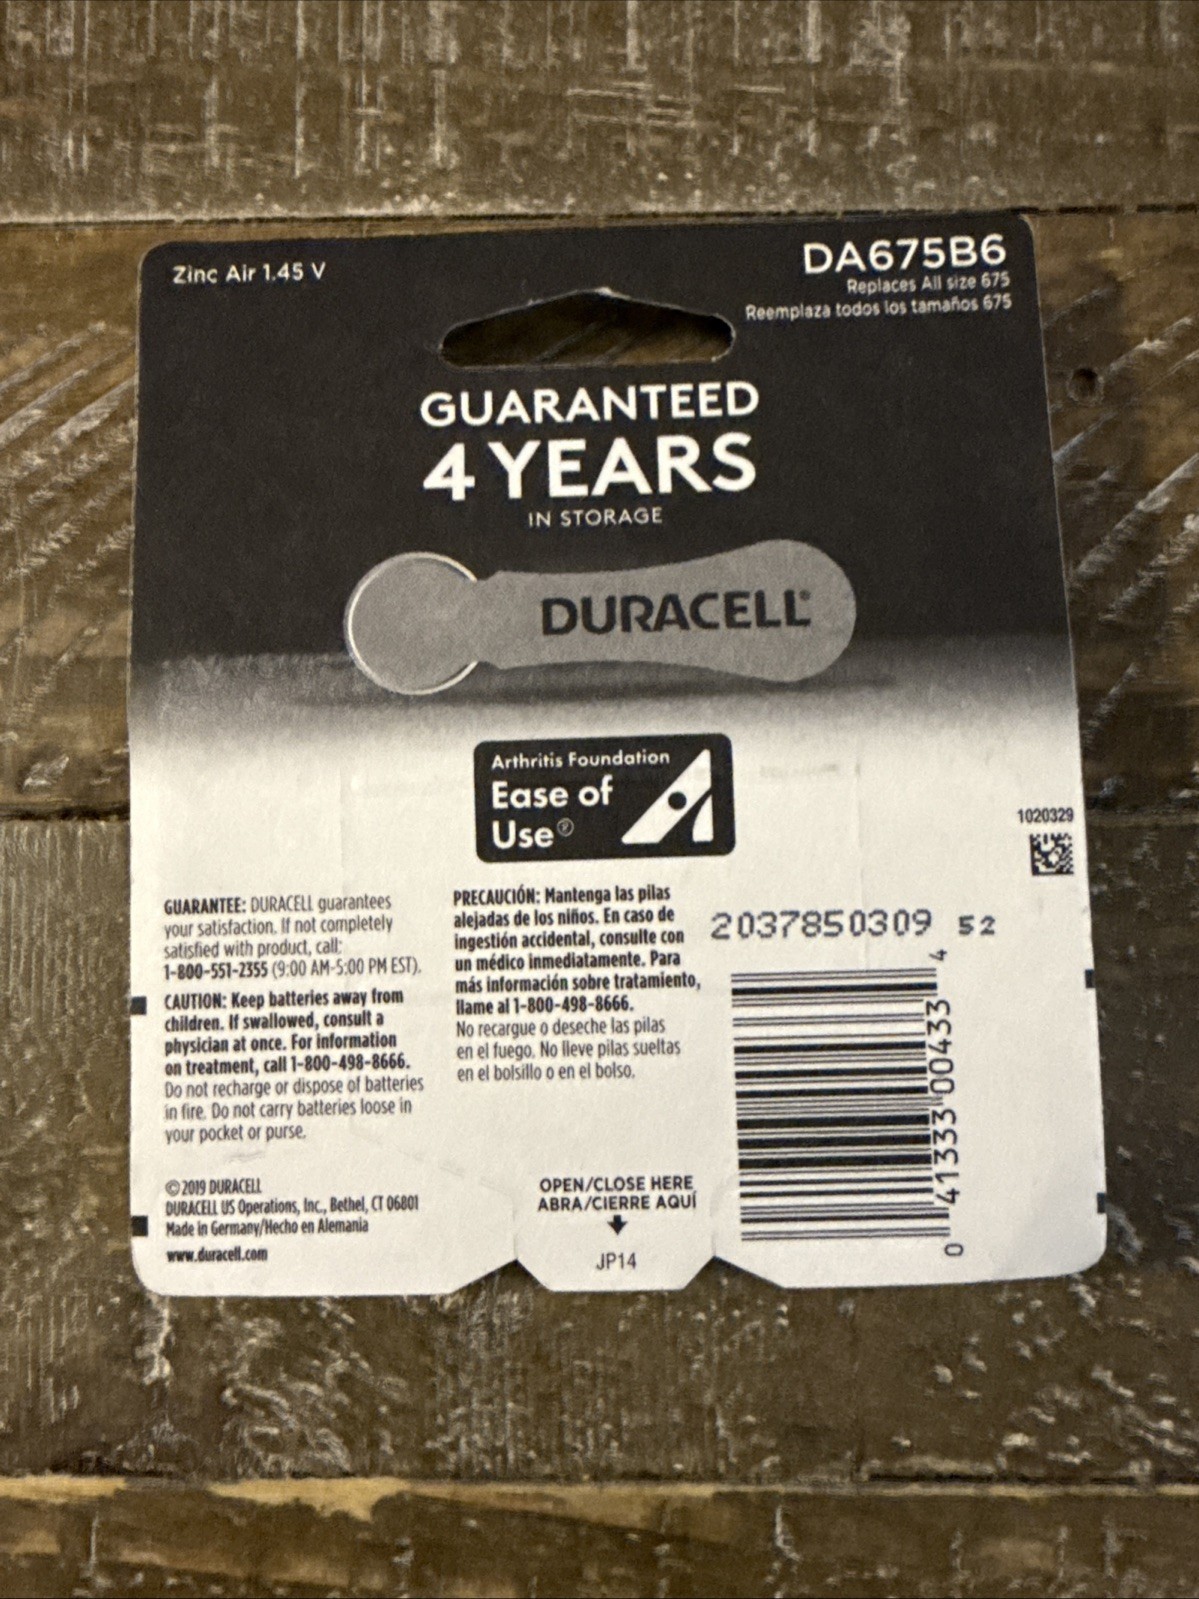 Zinc Air 1.45 V
DA675B6
Replaces All size 675
Reemplaza todos los tamaños 675
GUARANTEED
4 YEARS
IN STORAGE
DURACELL®
Arthritis Foundation
Ease of
Use®
1020329
GUARANTEE: DURACELL guarantees
your satisfaction. If not completely
satisfied with product, call:
1-800-551-2355 (9:00 AM-5:00 PM EST).
CAUTION: Keep batteries away from
children. If swallowed, consult a
physician at once. For information
on treatment, call 1-800-498-8666.
Do not recharge or dispose of batteries
in fire. Do not carry batteries loose in
your pocket or purse.
©2019 DURACELL
DURACELL US Operations, Inc., Bethel, CT 06801
Made in Germany/Hecho en Alemania
www.duracell.com
PRECAUCIÓN: Mantenga las pilas
alejadas de los niños. En caso de
ingestión accidental, consulte con
un médico inmediatamente. Para
más información sobre tratamiento,
llame al 1-800-498-8666.
No recargue o deseche las pilas
en el fuego. No lleve pilas sueltas
en el bolsillo o en el bolso.
OPEN/CLOSE HERE
ABRA/CIERRE AQUÍ
JP14
2037850309 52
0 41333 00433 4